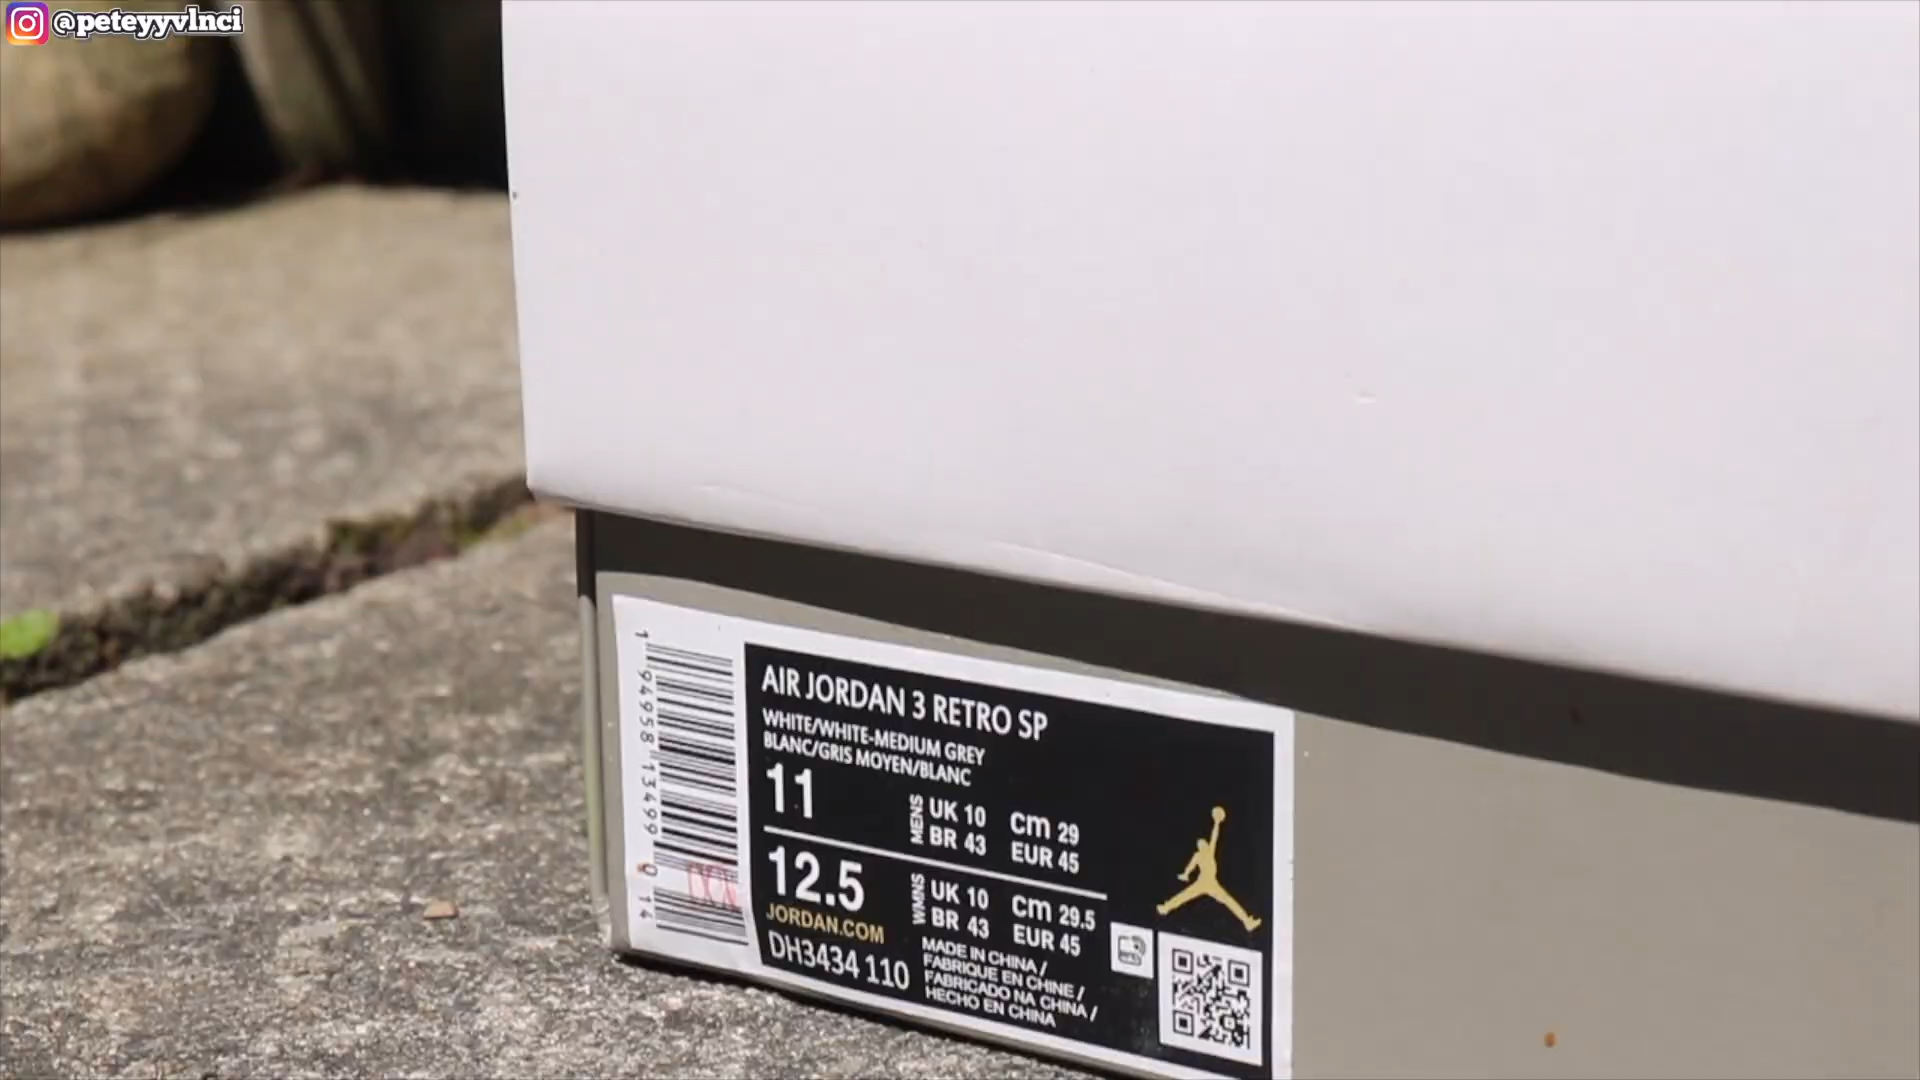 @peteyyv1nci
AIR JORDAN 3 RETRO SP
WHITE/WHITE-MEDIUM GREY
BLANC/GRIS MOYEN/BLANC
11 MENS UK 10 Cm 29
BR 43 EUR 45
12.5 WMNS UK 10 Cm 29.5
BR 43 EUR 45
JORDAN.COM
DH3434 110
MADE IN CHINA /
FABRIQUE EN CHINE /
FABRICADO NA CHINA /
HECHO EN CHINA
1 94958 13499 0 14